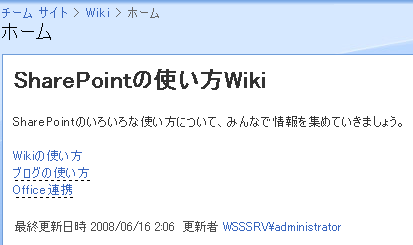 チーム サイト > Wiki > ホーム
ホーム
SharePointの使い方Wiki
SharePointのいろいろな使い方について、みんなで情報を集めていきましょう。
Wikiの使い方
ブログの使い方
Office連携
最終更新日時 2008/06/16 2:06 更新者 WSSSRV¥administrator